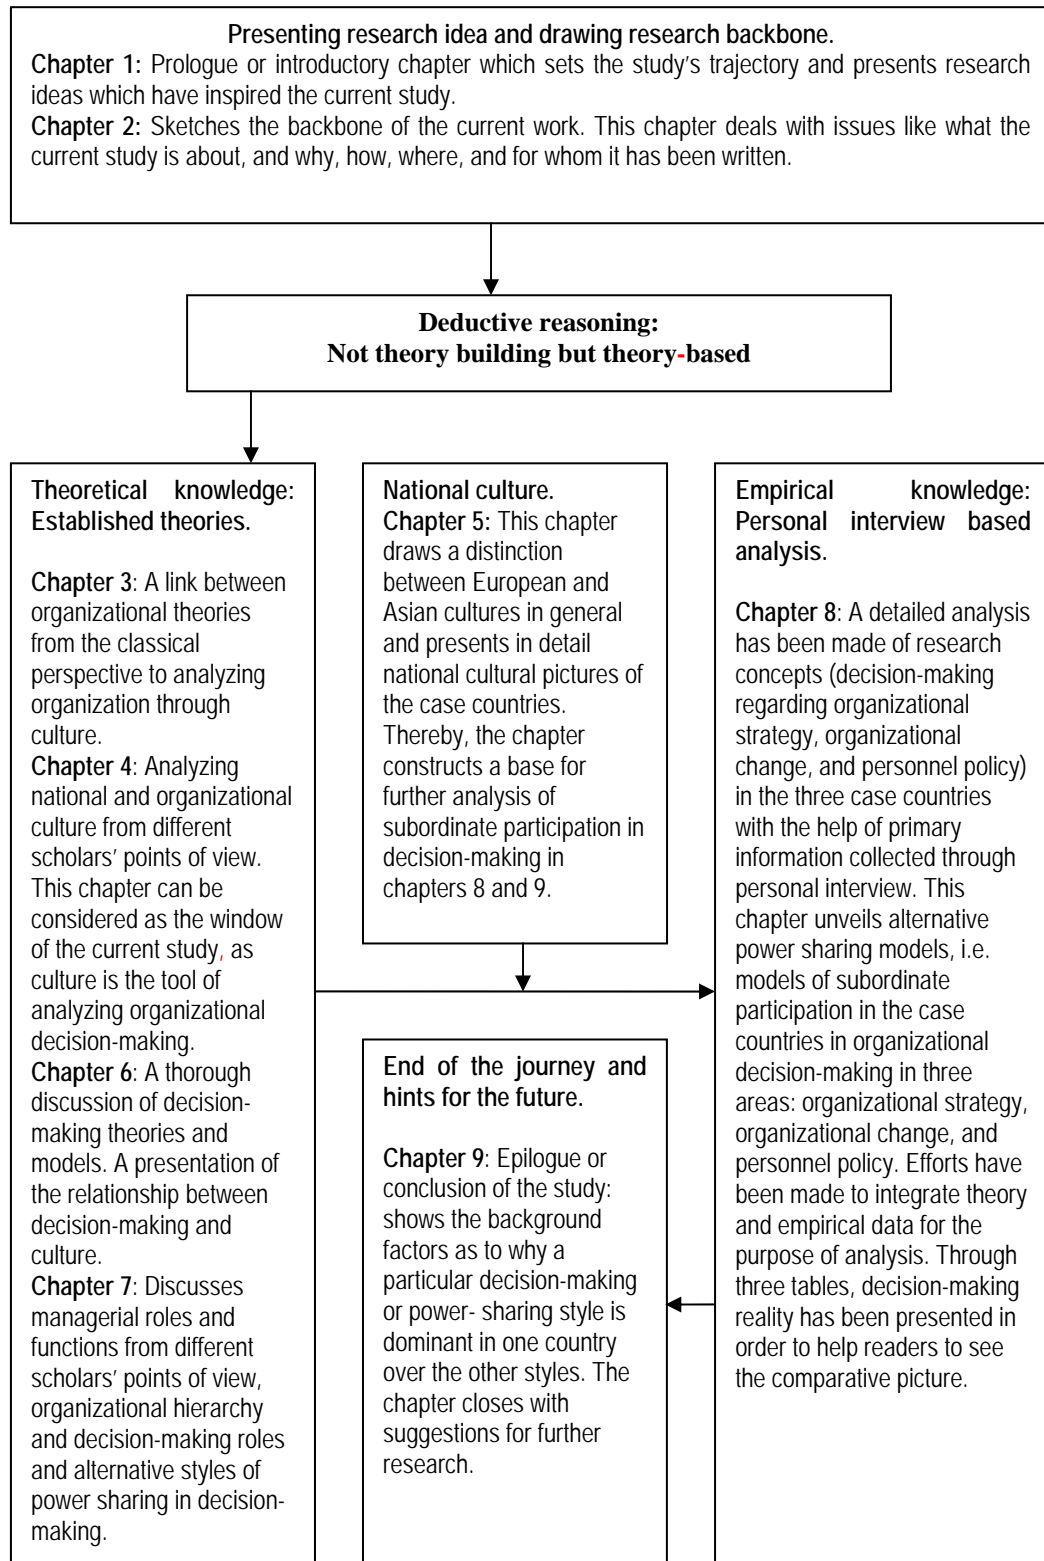 Presenting research idea and drawing research backbone.
Chapter 1: Prologue or introductory chapter which sets the study's trajectory and presents research
ideas which have inspired the current study.
Chapter 2: Sketches the backbone of the current work. This chapter deals with issues like what the
current study is about, and why, how, where, and for whom it has been written.
Deductive reasoning:
Not theory building but theory-based
Theoretical knowledge:
Established theories.
Chapter 3: A link between
organizational theories
from the classical
perspective to analyzing
organization through
culture.
Chapter 4: Analyzing
national and organizational
culture from different
scholars' points of view.
This chapter can be
considered as the window
of the current study, as
culture is the tool of
analyzing organizational
decision-making.
Chapter 6: A thorough
discussion of decision-
making theories and
models. A presentation of
the relationship between
decision-making and
culture.
Chapter 7: Discusses
managerial roles and
functions from different
scholars' points of view,
organizational hierarchy
and decision-making roles
and alternative styles of
power sharing in decision-
making.
National culture.
Chapter 5: This chapter
draws a distinction
between European and
Asian cultures in general
and presents in detail
national cultural pictures of
the case countries.
Thereby, the chapter
constructs a base for
further analysis of
subordinate participation in
decision-making in
chapters 8 and 9.
End of the journey and
hints for the future.
Chapter 9: Epilogue or
conclusion of the study:
shows the background
factors as to why a
particular decision-making
or power- sharing style is
dominant in one country
over the other styles. The
chapter closes with
suggestions for further
research.
Empirical knowledge:
Personal interview based
analysis.
Chapter 8: A detailed analysis
has been made of research
concepts (decision-making
regarding organizational
strategy, organizational
change, and personnel policy)
in the three case countries
with the help of primary
information collected through
personal interview. This
chapter unveils alternative
power sharing models, i.e.
models of subordinate
participation in the case
countries in organizational
decision-making in three
areas: organizational strategy,
organizational change, and
personnel policy. Efforts have
been made to integrate theory
and empirical data for the
purpose of analysis. Through
three tables, decision-making
reality has been presented in
order to help readers to see
the comparative picture.